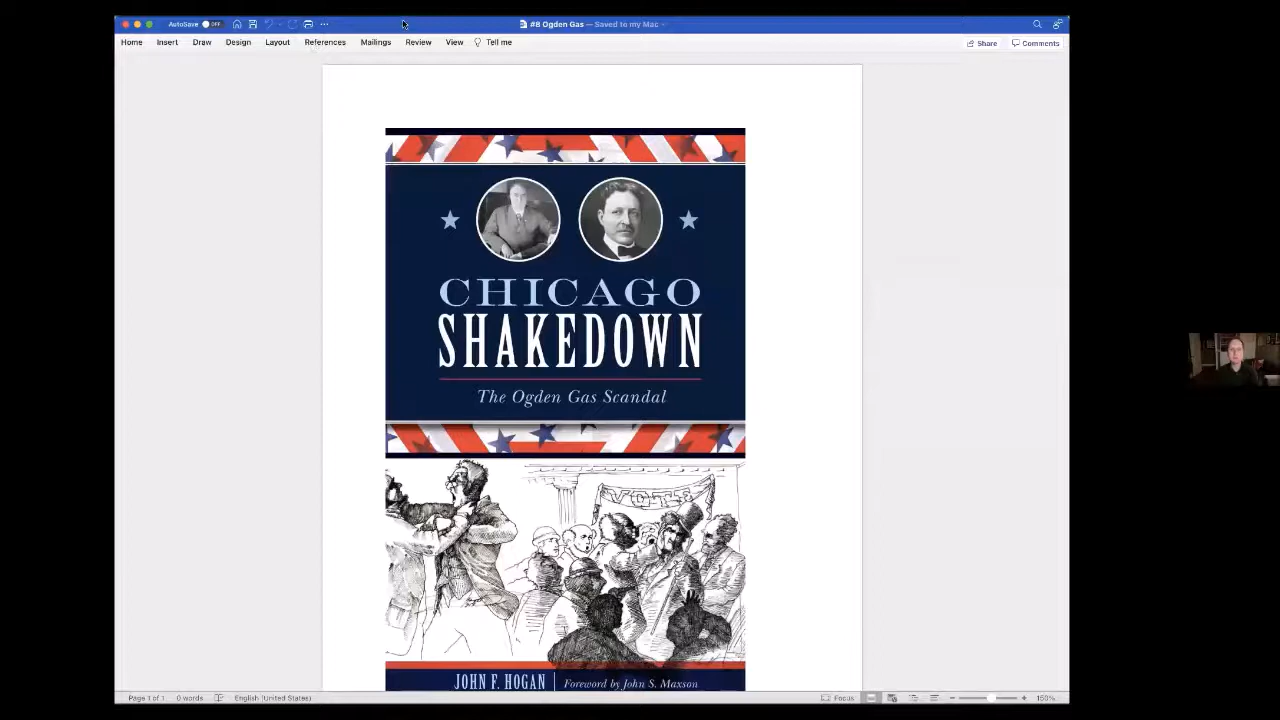 AutoSave OFF
#8 Ogden Gas — Saved to my Mac
Home Insert Draw Design Layout References Mailings Review View Tell me
Share Comments
CHICAGO
SHAKEDOWN
The Ogden Gas Scandal
VOTE
JOHN F. HOGAN | Foreword by John S. Maxson
Page 1 of 1 0 words English (United States) Focus 150%